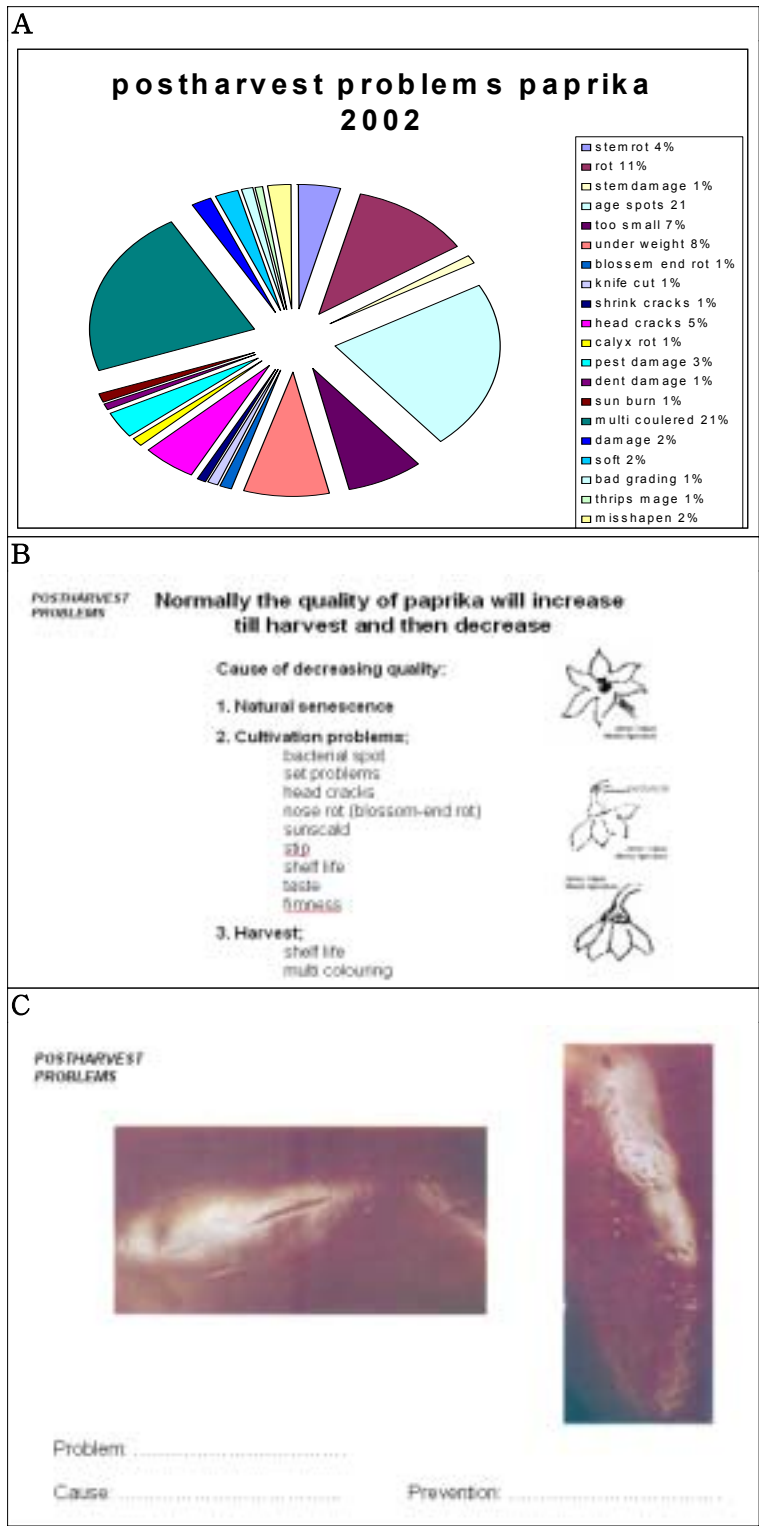 A
postharvest problems paprika
2002
stem rot 4%
rot 11%
stem damage 1%
age spots 21
too small 7%
under weight 8%
blossem end rot 1%
knife cut 1%
shrink cracks 1%
head cracks 5%
calyx rot 1%
pest damage 3%
dent damage 1%
sun burn 1%
multi coulered 21%
damage 2%
soft 2%
bad grading 1%
thrips mage 1%
misshapen 2%
B
POSTHARVEST
PROBLEMS
Normally the quality of paprika will increase
till harvest and then decrease
Cause of decreasing quality:
1. Natural senescence
2. Cultivation problems;
bacterial spot
set problems
head cracks
nose rot (blossom-end rot)
sunscald
stip
shelf life
taste
firmness
3. Harvest;
shelf life
multi colouring
C
POSTHARVEST
PROBLEMS
Problem: ................................
Cause: ................................
Prevention: ................................